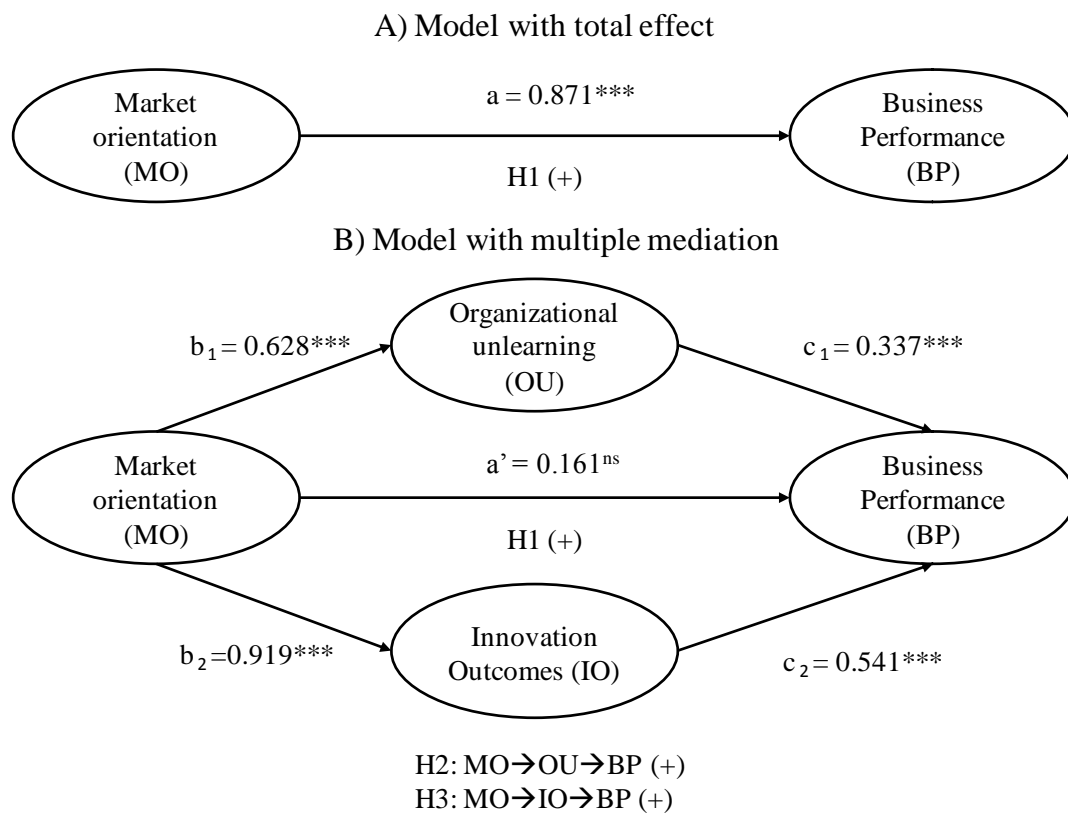 A) Model with total effect
Market
orientation
(MO)
a = 0.871***
H1 (+)
Business
Performance
(BP)
B) Model with multiple mediation
Organizational
unlearning
(OU)
b₁ = 0.628***
c₁ = 0.337***
Market
orientation
(MO)
a’ = 0.161ⁿˢ
H1 (+)
Business
Performance
(BP)
Innovation
Outcomes (IO)
b₂ =0.919***
c₂ = 0.541***
H2: MO→OU→BP (+)
H3: MO→IO→BP (+)